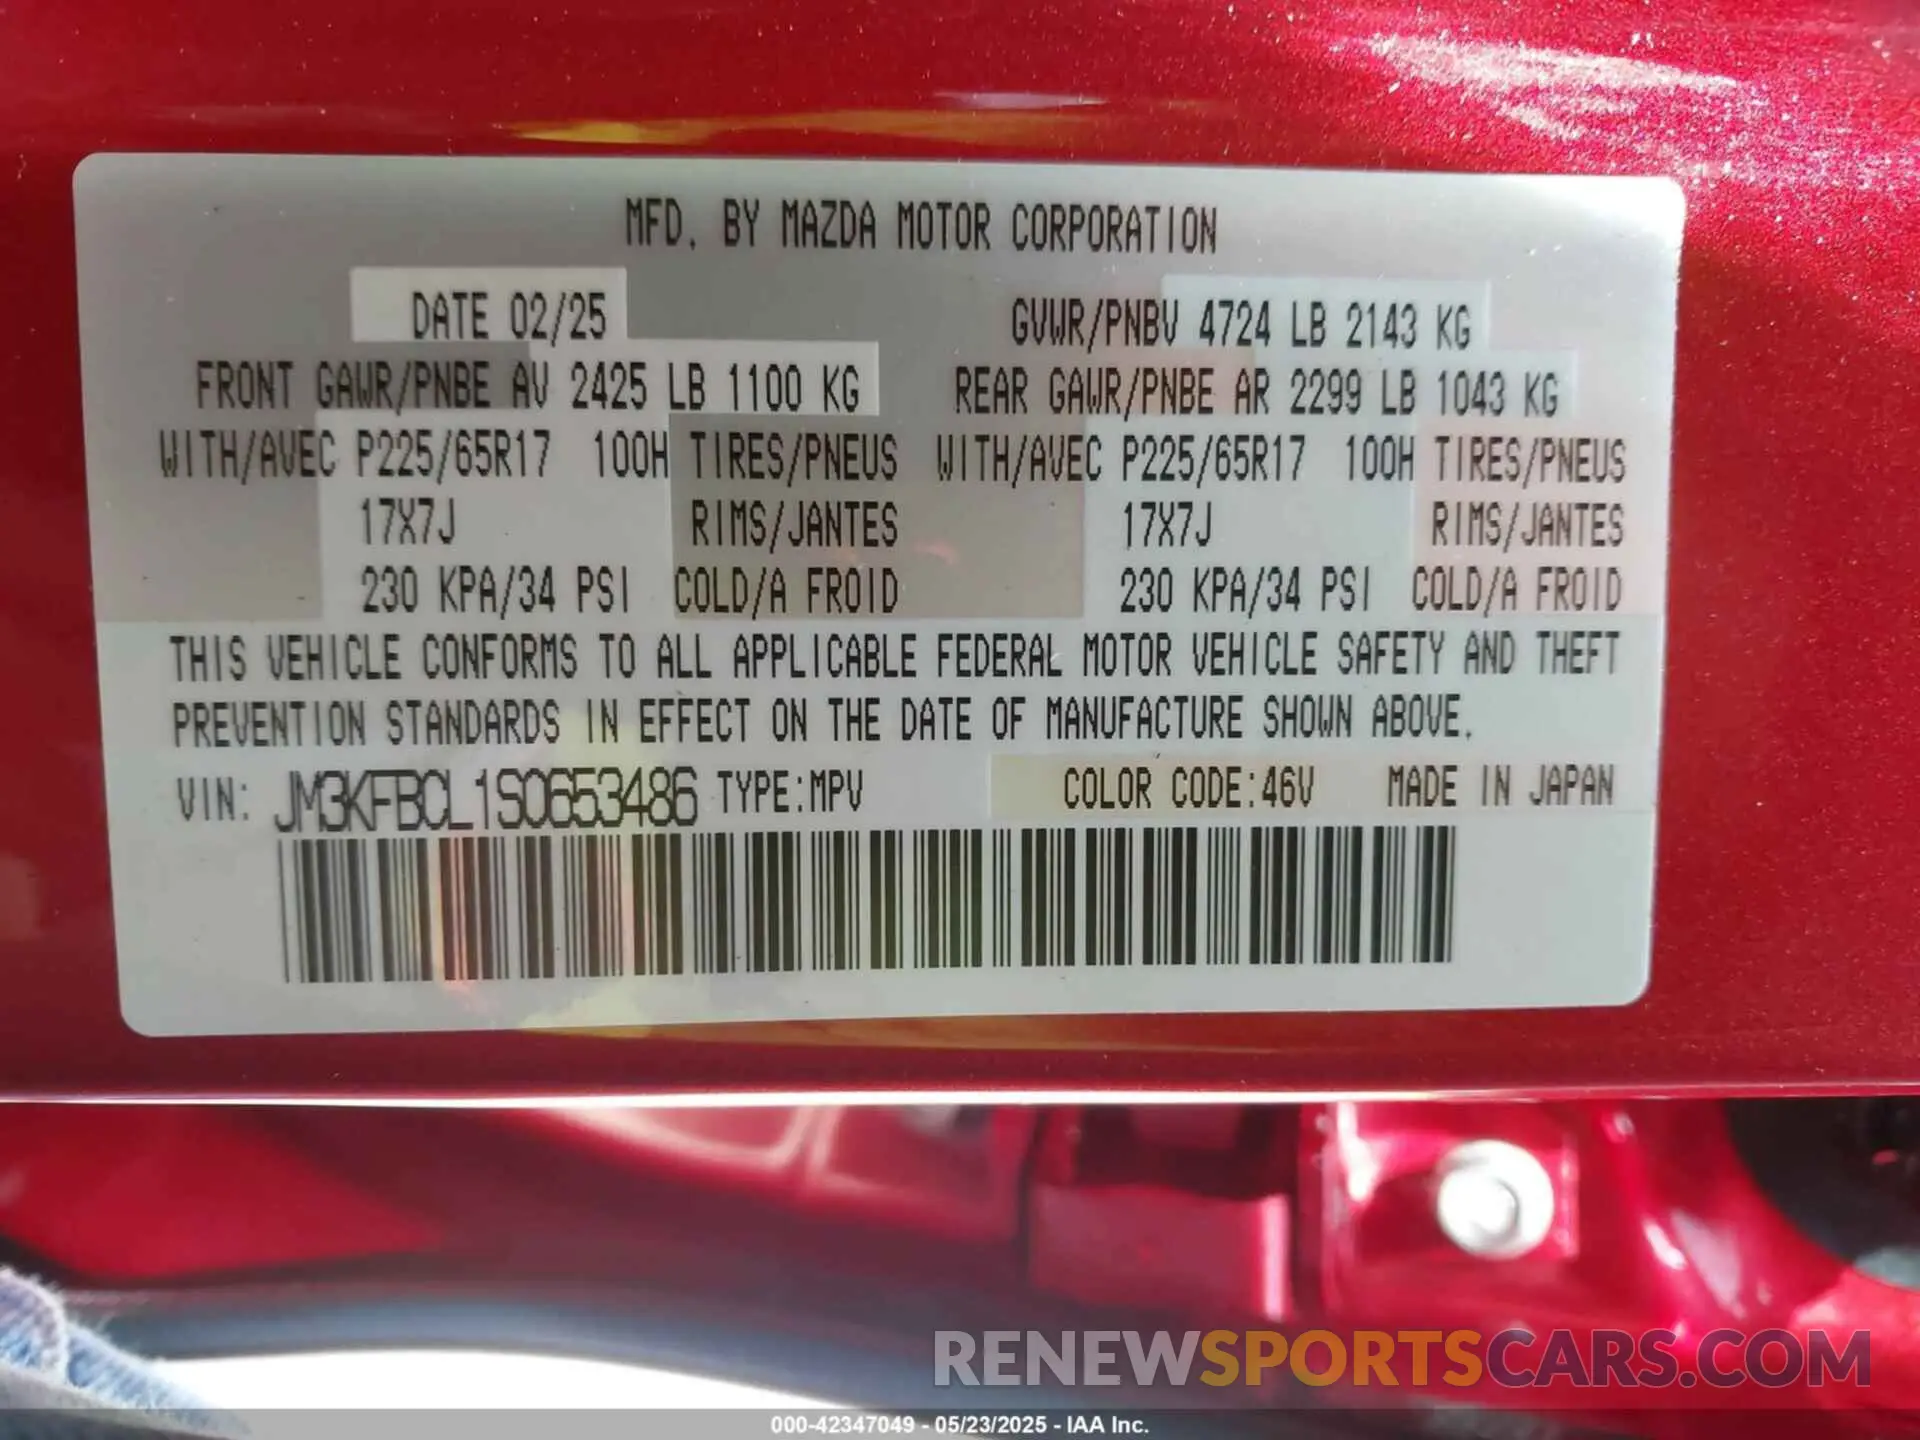 MFD. BY MAZDA MOTOR CORPORATION
DATE 02/25 GVWR/PNBV 4724 LB 2143 KG
FRONT GAWR/PNBE AV 2425 LB 1100 KG REAR GAWR/PNBE AR 2299 LB 1043 KG
WITH/AVEC P225/65R17 100H TIRES/PNEUS WITH/AVEC P225/65R17 100H TIRES/PNEUS
17X7J RIMS/JANTES 17X7J RIMS/JANTES
230 KPA/34 PSI COLD/A FROID 230 KPA/34 PSI COLD/A FROID
THIS VEHICLE CONFORMS TO ALL APPLICABLE FEDERAL MOTOR VEHICLE SAFETY AND THEFT
PREVENTION STANDARDS IN EFFECT ON THE DATE OF MANUFACTURE SHOWN ABOVE.
VIN: JM3KFBCL1S0653486 TYPE:MPV COLOR CODE:46V MADE IN JAPAN
RENEWSPORTSCARS.COM
000-42347049 - 05/23/2025 - IAA Inc.